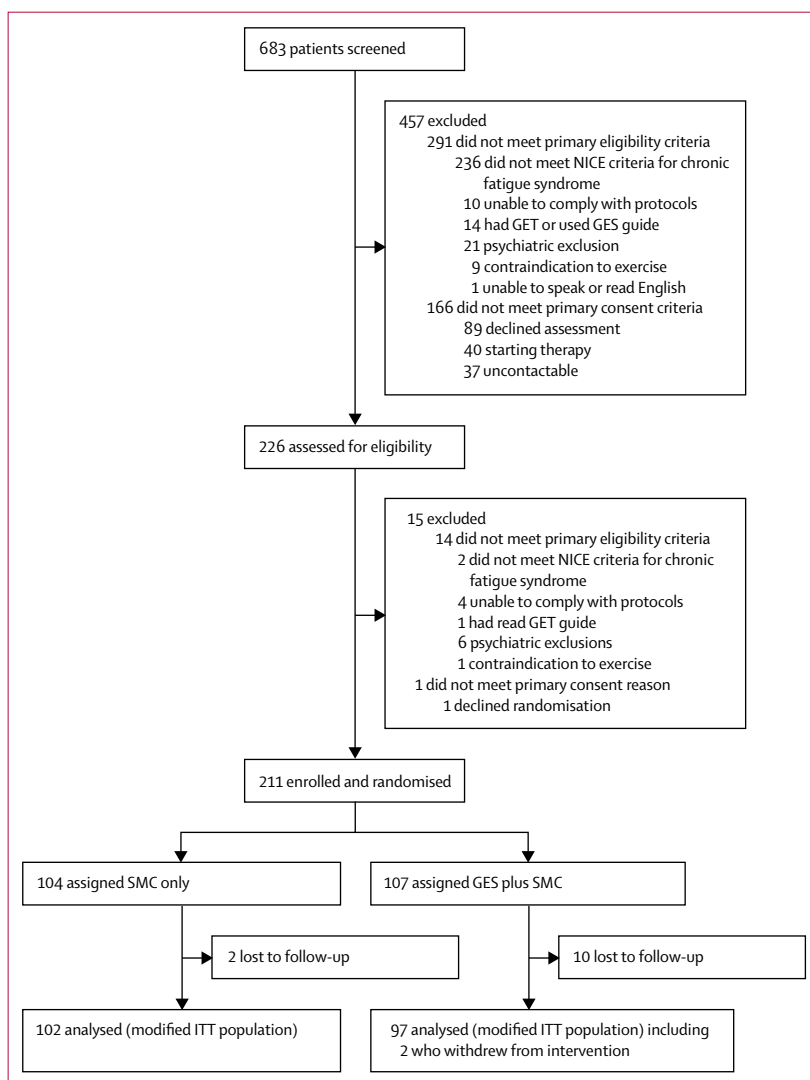 683 patients screened
457 excluded
291 did not meet primary eligibility criteria
236 did not meet NICE criteria for chronic
fatigue syndrome
10 unable to comply with protocols
14 had GET or used GES guide
21 psychiatric exclusion
9 contraindication to exercise
1 unable to speak or read English
166 did not meet primary consent criteria
89 declined assessment
40 starting therapy
37 uncontactable
226 assessed for eligibility
15 excluded
14 did not meet primary eligibility criteria
2 did not meet NICE criteria for chronic
fatigue syndrome
4 unable to comply with protocols
1 had read GET guide
6 psychiatric exclusions
1 contraindication to exercise
1 did not meet primary consent reason
1 declined randomisation
211 enrolled and randomised
104 assigned SMC only
107 assigned GES plus SMC
2 lost to follow-up
10 lost to follow-up
102 analysed (modified ITT population)
97 analysed (modified ITT population) including
2 who withdrew from intervention